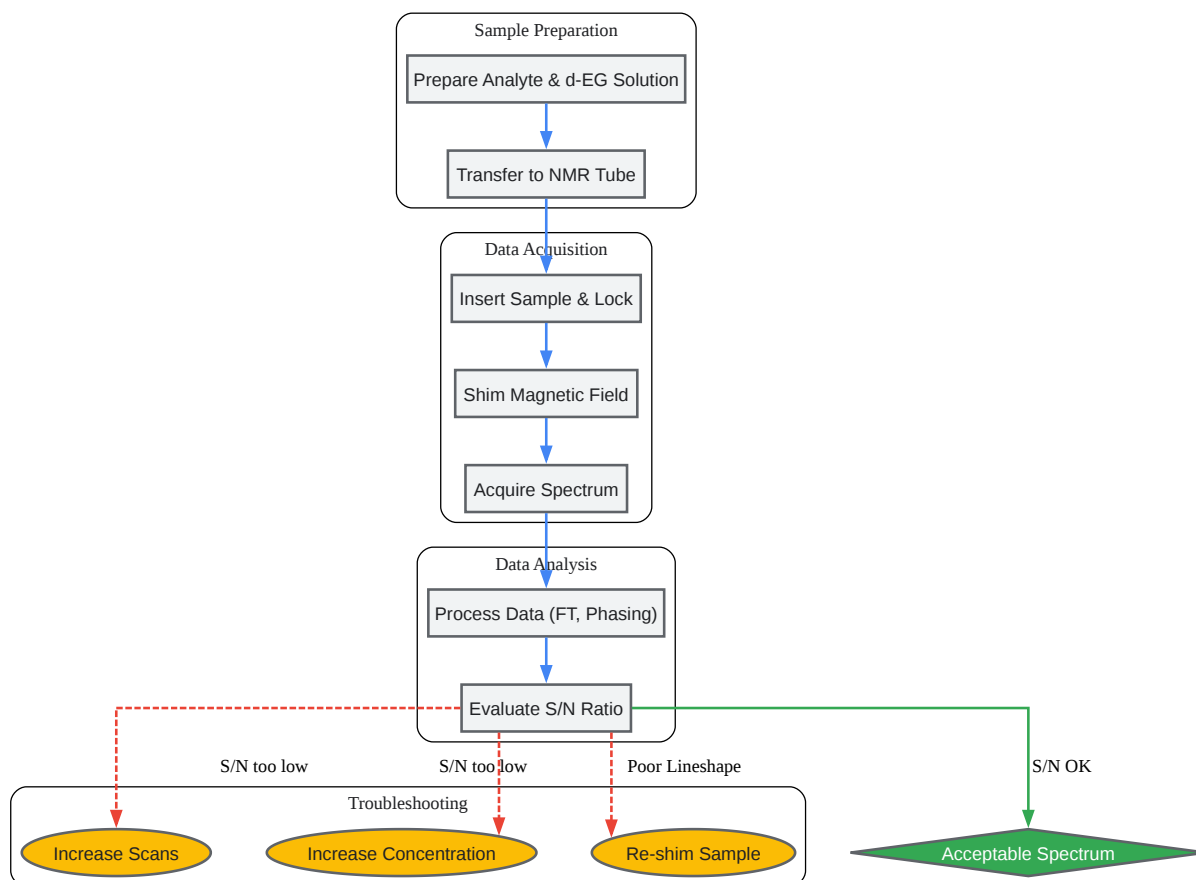 Sample Preparation
Prepare Analyte & d-EG Solution
Transfer to NMR Tube
Data Acquisition
Insert Sample & Lock
Shim Magnetic Field
Acquire Spectrum
Data Analysis
Process Data (FT, Phasing)
Evaluate S/N Ratio
S/N too low
S/N too low
Poor Lineshape
S/N OK
Troubleshooting
Increase Scans
Increase Concentration
Re-shim Sample
Acceptable Spectrum